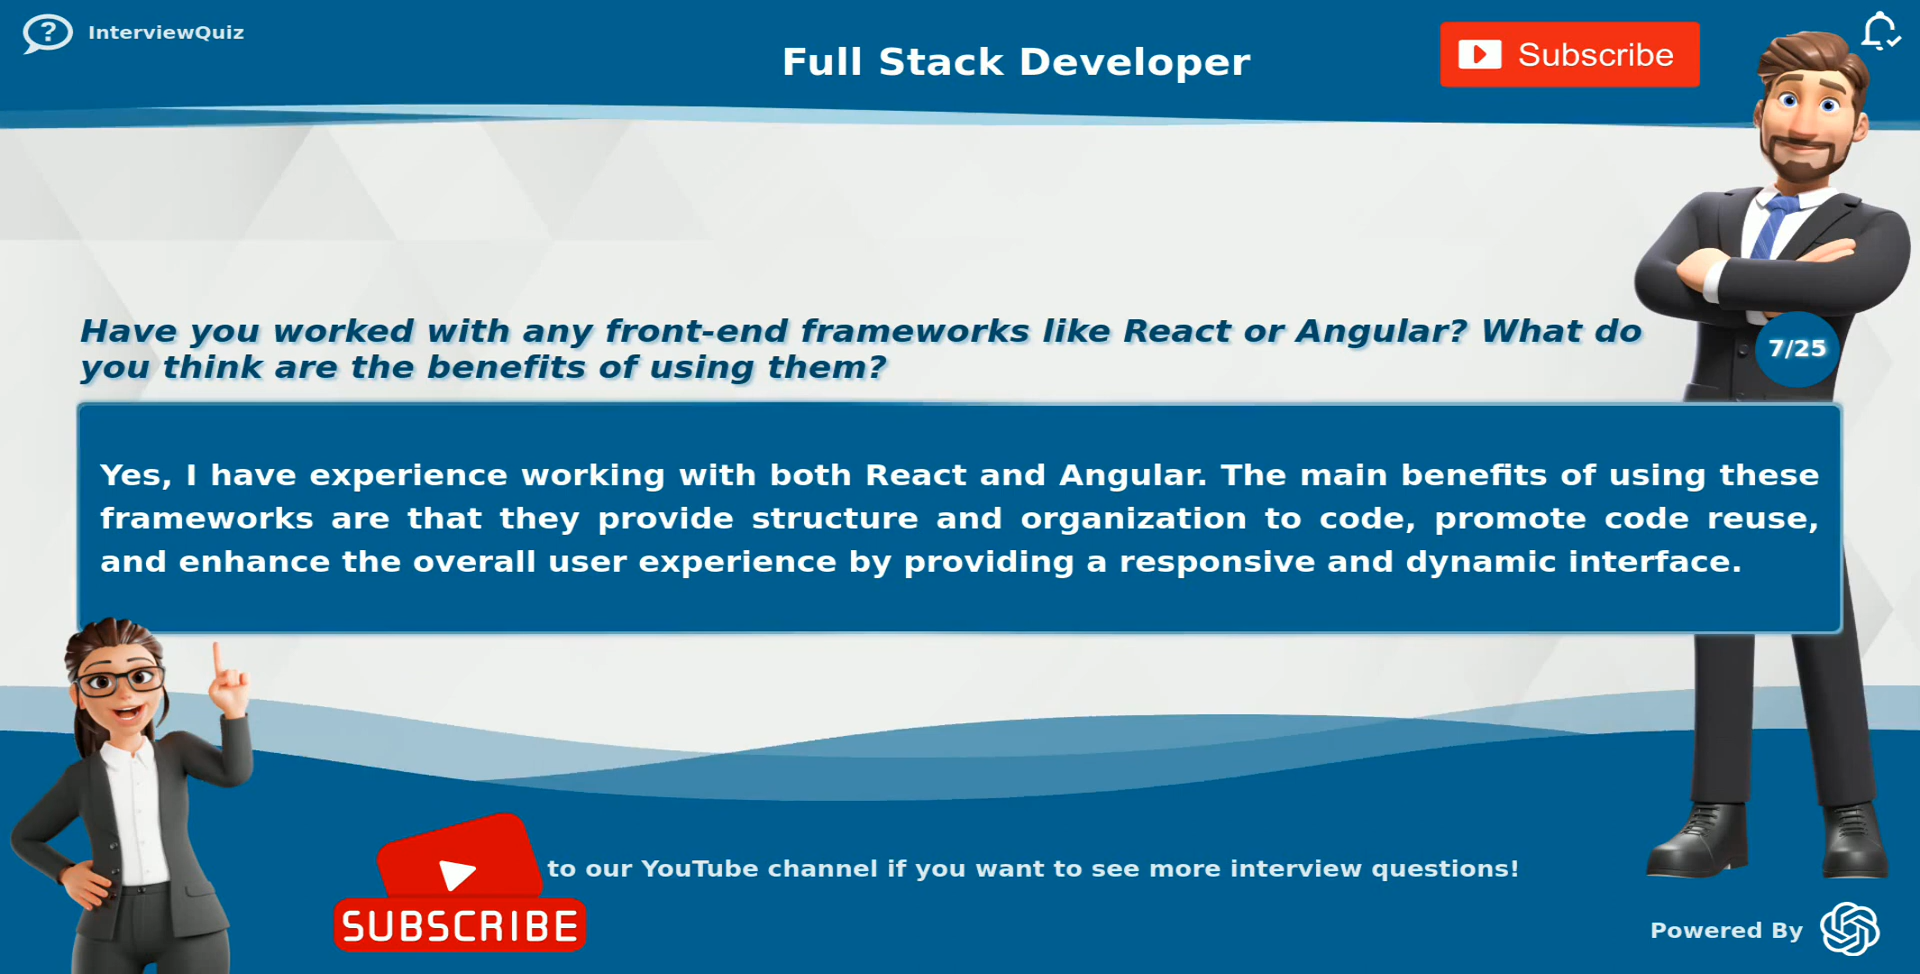 InterviewQuiz
Full Stack Developer
Subscribe
Have you worked with any front-end frameworks like React or Angular? What do
you think are the benefits of using them?
7/25
Yes, I have experience working with both React and Angular. The main benefits of using these
frameworks are that they provide structure and organization to code, promote code reuse,
and enhance the overall user experience by providing a responsive and dynamic interface.
to our YouTube channel if you want to see more interview questions!
SUBSCRIBE
Powered By